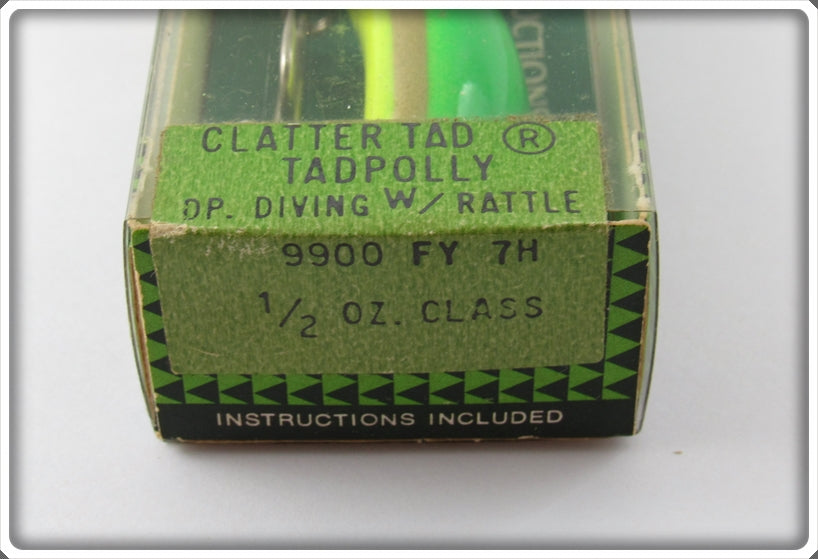 CLATTER TAD ®
TADPOLLY
DP. DIVING W/ RATTLE
9900 FY 7H
1/2 OZ. CLASS
INSTRUCTIONS INCLUDED